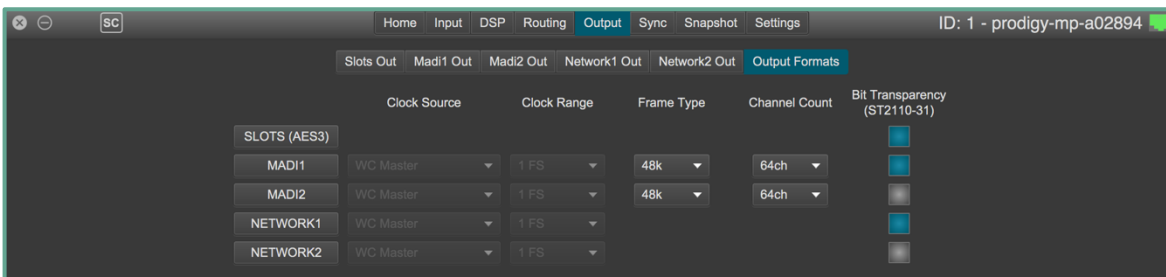 SC Home Input DSP Routing Output Sync Snapshot Settings ID: 1 - prodigy-mp-a02894
Slots Out Madi1 Out Madi2 Out Network1 Out Network2 Out Output Formats
Clock Source Clock Range Frame Type Channel Count Bit Transparency
(ST2110-31)
SLOTS (AES3)
MADI1 WC Master 1 FS 48k 64ch
MADI2 WC Master 1 FS 48k 64ch
NETWORK1 WC Master 1 FS
NETWORK2 WC Master 1 FS